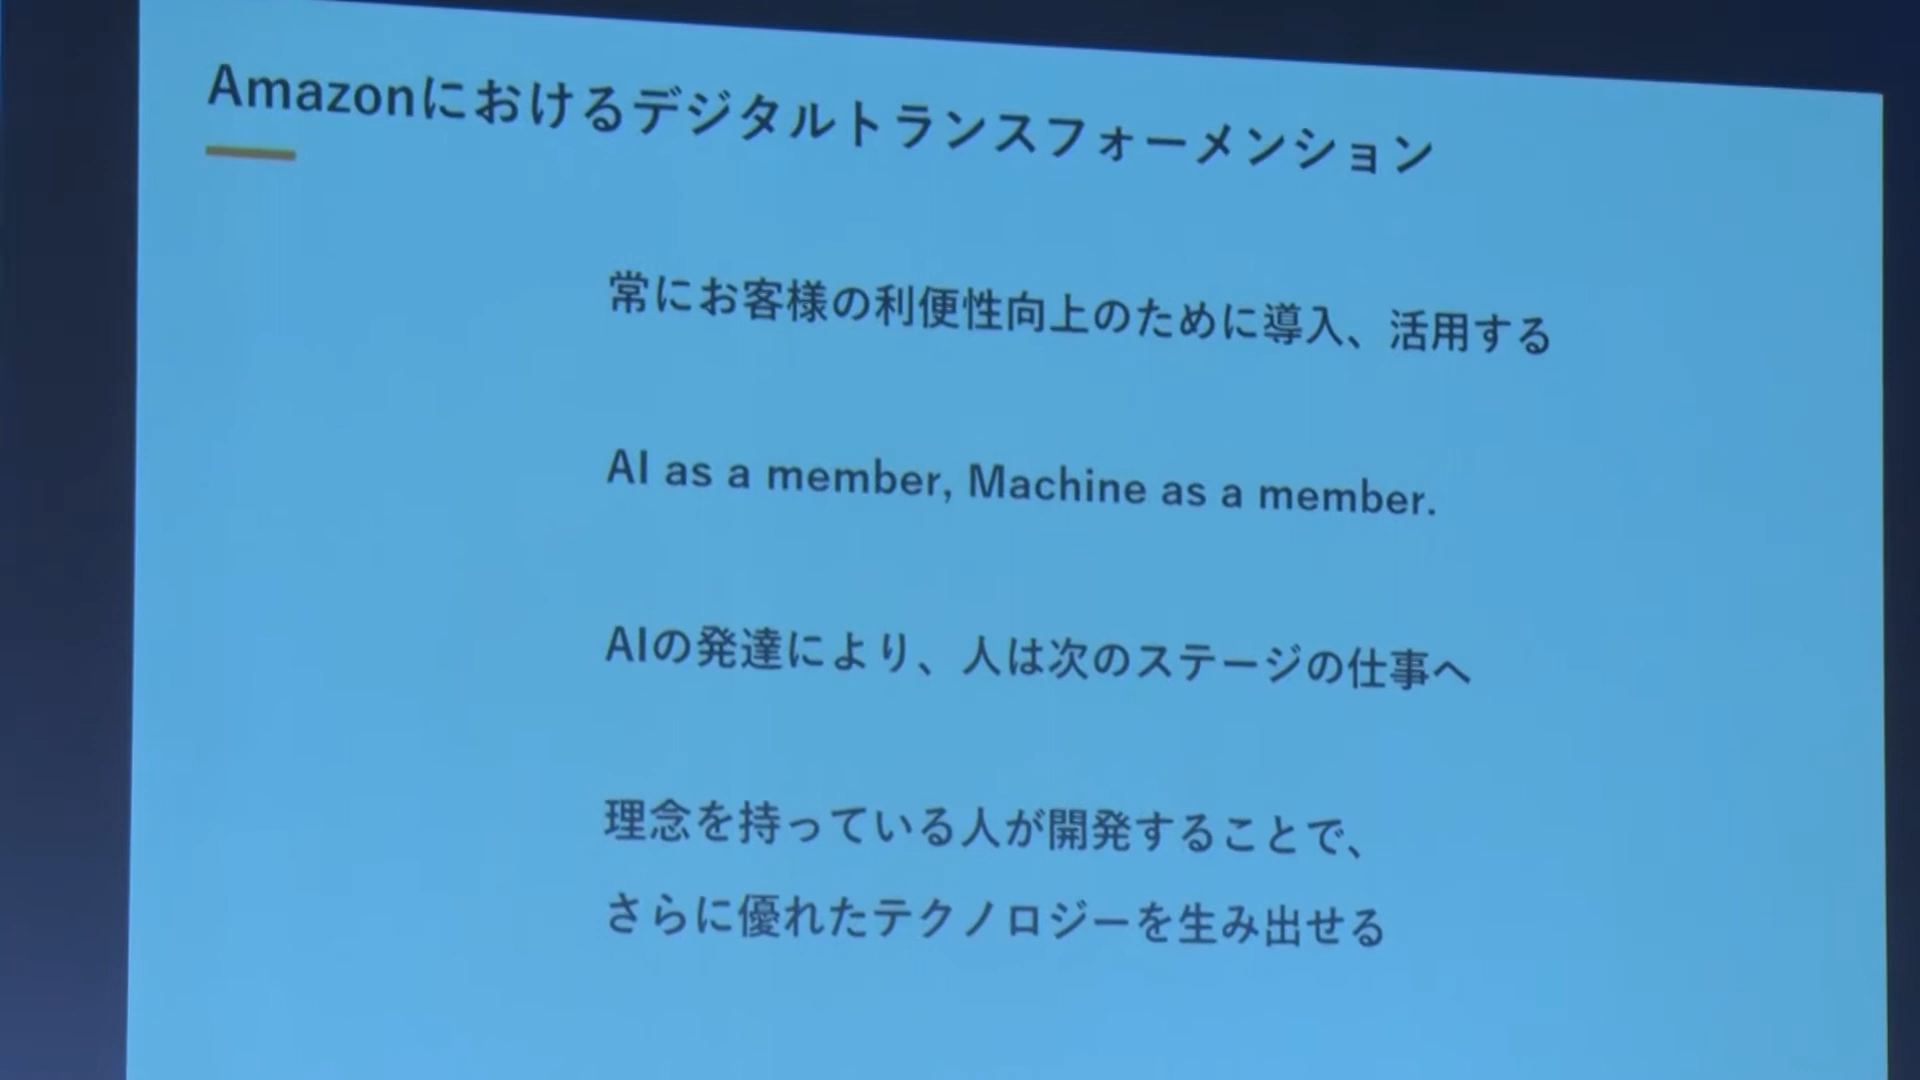 Amazonにおけるデジタルトランスフォーメンション
常にお客様の利便性向上のために導入、活用する
AI as a member, Machine as a member.
AIの発達により、人は次のステージの仕事へ
理念を持っている人が開発することで、
さらに優れたテクノロジーを生み出せる